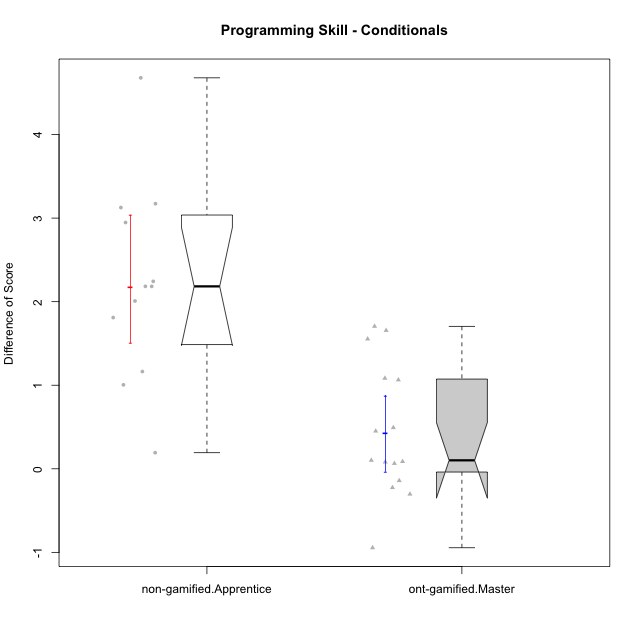 Programming Skill - Conditionals
Difference of Score
4
3
2
1
0
-1
non-gamified.Apprentice
ont-gamified.Master